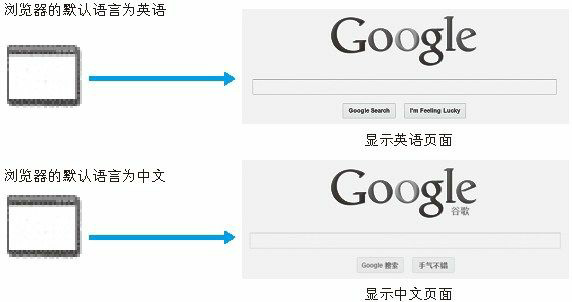 浏览器的默认语言为英语
Google
Google Search
I'm Feeling Lucky
显示英语页面
浏览器的默认语言为中文
Google
谷歌
Google 搜索
手气不错
显示中文页面